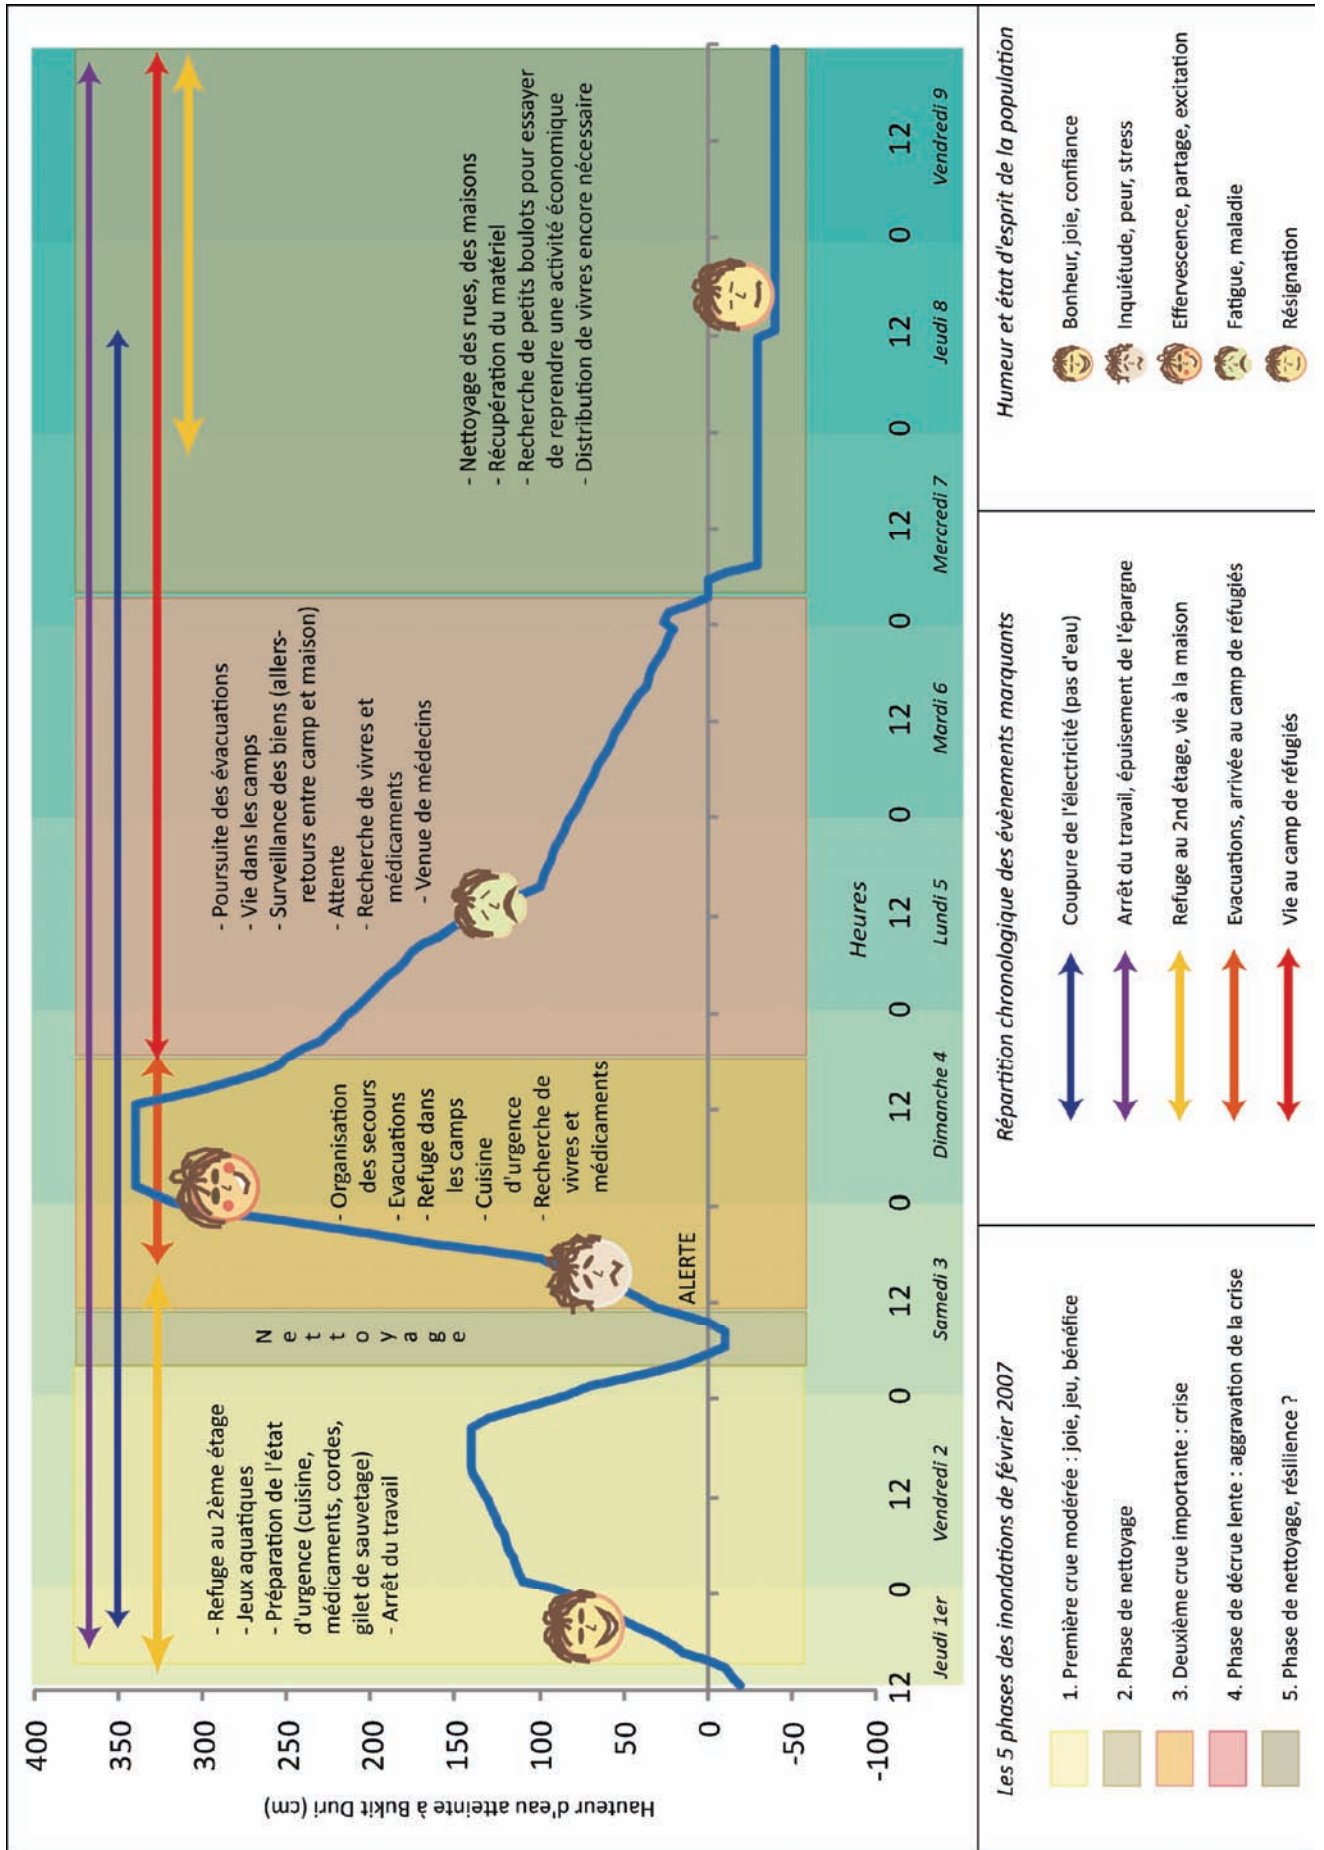 Hauteur d'eau atteinte à Bukit Duri (cm)
400
350
300
250
200
150
100
50
0
-50
-100
- Refuge au 2ème étage
- Jeux aquatiques
- Préparation de l'état
d'urgence (cuisine,
médicaments, cordes,
gilet de sauvetage)
- Arrêt du travail
Nettoyage
ALERTE
- Organisation
des secours
- Evacuations
- Refuge dans
les camps
- Cuisine
d'urgence
- Recherche de
vivres et
médicaments
- Poursuite des évacuations
- Vie dans les camps
- Surveillance des biens (allers-
retours entre camp et maison)
- Attente
- Recherche de vivres et
médicaments
- Venue de médecins
- Nettoyage des rues, des maisons
- Récupération du matériel
- Recherche de petits boulots pour essayer
de reprendre une activité économique
- Distribution de vivres encore nécessaire
Heures
12 0 12 0 12 0 12 0 12 0 12 0 12 0 12 0 12
Jeudi 1er Vendredi 2 Samedi 3 Dimanche 4 Lundi 5 Mardi 6 Mercredi 7 Jeudi 8 Vendredi 9
Les 5 phases des inondations de février 2007
1. Première crue modérée : joie, jeu, bénéfice
2. Phase de nettoyage
3. Deuxième crue importante : crise
4. Phase de décrue lente : aggravation de la crise
5. Phase de nettoyage, résilience ?
Répartition chronologique des évènements marquants
Coupure de l'électricité (pas d'eau)
Arrêt du travail, épuisement de l'épargne
Refuge au 2nd étage, vie à la maison
Evacuations, arrivée au camp de réfugiés
Vie au camp de réfugiés
Humeur et état d'esprit de la population
Bonheur, joie, confiance
Inquiétude, peur, stress
Effervescence, partage, excitation
Fatigue, maladie
Résignation